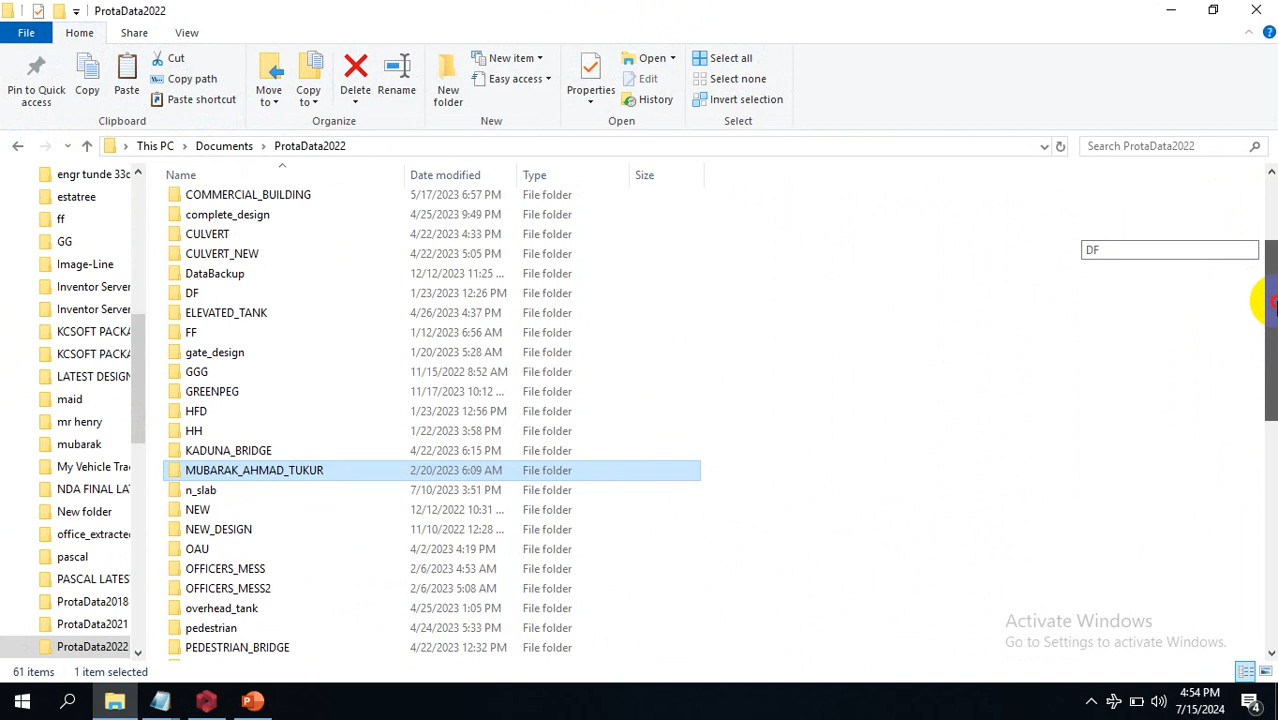 ProtaData2022
File Home Share View
Pin to Quick access
Copy
Paste
Cut
Copy path
Paste shortcut
Clipboard
Move to
Copy to
Delete
Rename
Organize
New folder
New item
Easy access
New
Properties
Open
Edit
History
Open
Select all
Select none
Invert selection
Select
This PC Documents ProtaData2022
Search ProtaData2022
engr tunde 33
estatree
ff
GG
Image-Line
Inventor Server
Inventor Server
KCSOFT PACKA
KCSOFT PACKA
LATEST DESIGN
maid
mr henry
mubarak
My Vehicle Tra
NDA FINAL LA
New folder
office_extracte
pascal
PASCAL LATES
ProtaData2018
ProtaData2021
ProtaData2022
Name Date modified Type Size
COMMERCIAL_BUILDING 5/17/2023 6:57 PM File folder
complete_design 4/25/2023 9:49 PM File folder
CULVERT 4/22/2023 4:33 PM File folder
CULVERT_NEW 4/22/2023 5:05 PM File folder
DataBackup 12/12/2023 11:25 ... File folder
DF 1/23/2023 12:26 PM File folder
ELEVATED_TANK 4/26/2023 4:37 PM File folder
FF 1/12/2023 6:56 AM File folder
gate_design 1/20/2023 5:28 AM File folder
GGG 11/15/2022 8:52 AM File folder
GREENPEG 11/17/2023 10:12 ... File folder
HFD 1/23/2023 12:56 PM File folder
HH 1/22/2023 3:58 PM File folder
KADUNA_BRIDGE 4/22/2023 6:15 PM File folder
MUBARAK_AHMAD_TUKUR 2/20/2023 6:09 AM File folder
n_slab 7/10/2023 3:51 PM File folder
NEW 12/12/2022 10:31 ... File folder
NEW_DESIGN 11/10/2022 12:28 ... File folder
OAU 4/2/2023 4:19 PM File folder
OFFICERS_MESS 2/6/2023 4:53 AM File folder
OFFICERS_MESS2 2/6/2023 5:08 AM File folder
overhead_tank 4/25/2023 1:05 PM File folder
pedestrian 4/24/2023 5:33 PM File folder
PEDESTRIAN_BRIDGE 4/22/2023 12:32 PM File folder
DF
Activate Windows
Go to Settings to activate Windows.
61 items 1 item selected
4:54 PM
7/15/2024
4